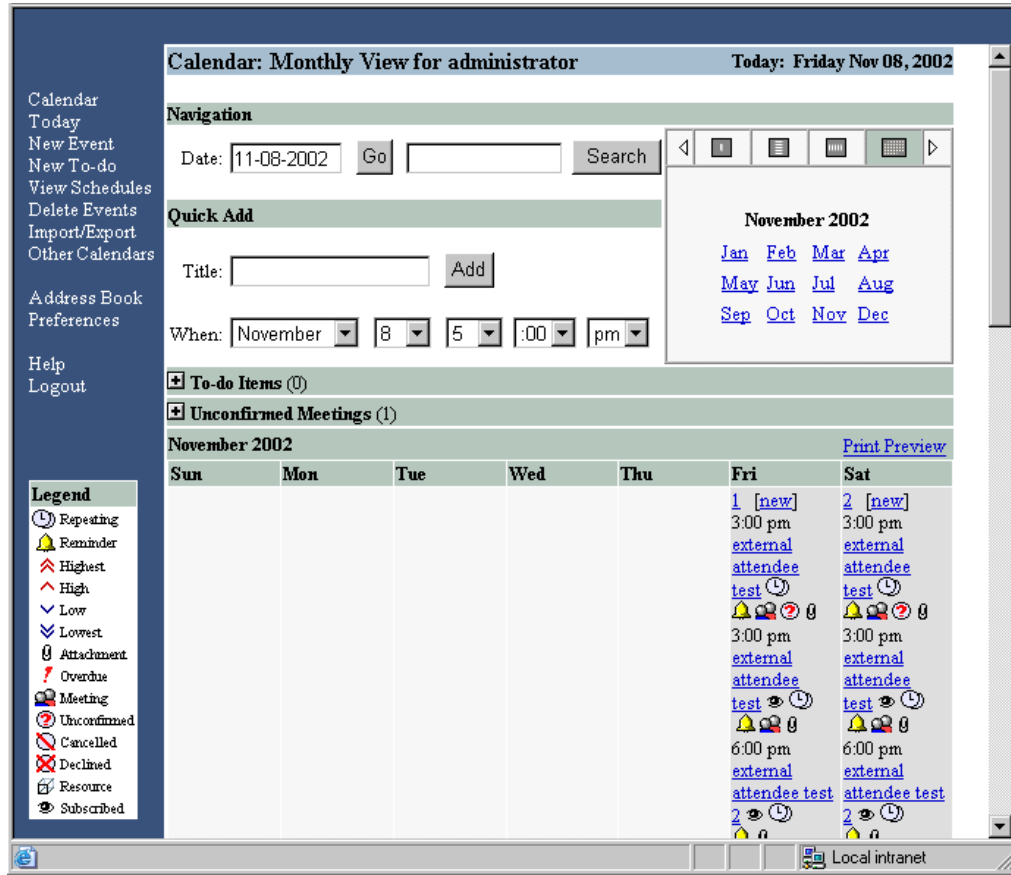 Calendar: Monthly View for administrator Today: Friday Nov 08, 2002
Calendar
Today
New Event
New To-do
View Schedules
Delete Events
Import/Export
Other Calendars
Address Book
Preferences
Help
Logout
Legend
Repeating
Reminder
Highest
High
Low
Lowest
Attachment
Overdue
Meeting
Unconfirmed
Cancelled
Declined
Resource
Subscribed
Navigation
Date: 11-08-2002 Go Search
Quick Add
Title: Add
When: November 8 5 :00 pm
November 2002
Jan Feb Mar Apr
May Jun Jul Aug
Sep Oct Nov Dec
To-do Items (0)
Unconfirmed Meetings (1)
November 2002 Print Preview
Sun Mon Tue Wed Thu Fri Sat
1 [new]
3:00 pm
external
attendee
test
3:00 pm
external
attendee
test
6:00 pm
external
attendee test
2
2 [new]
3:00 pm
external
attendee
test
3:00 pm
external
attendee
test
6:00 pm
external
attendee test
2
Local intranet